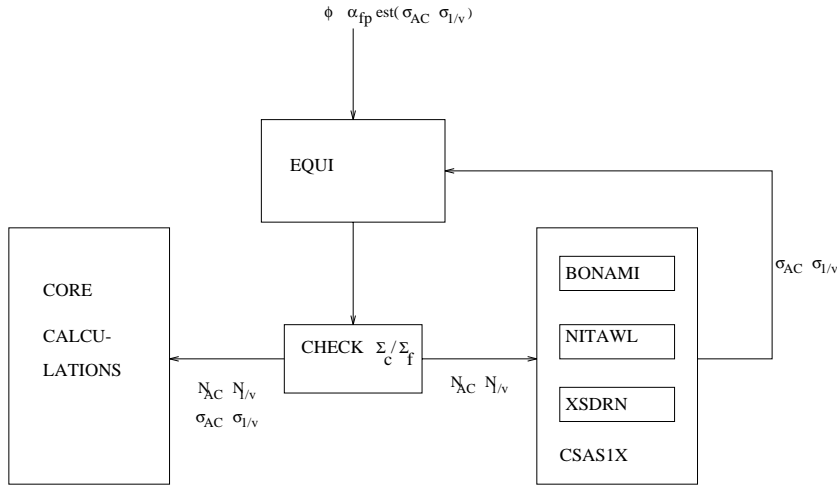 ϕ α_fp est(σ_AC σ_1/v)
EQUI
CORE
CALCU-
LATIONS
CHECK Σ_c/Σ_f
N_AC N_1/v
σ_AC σ_1/v
N_AC N_1/v
BONAMI
NITAWL
XSDRN
CSAS1X
σ_AC σ_1/v